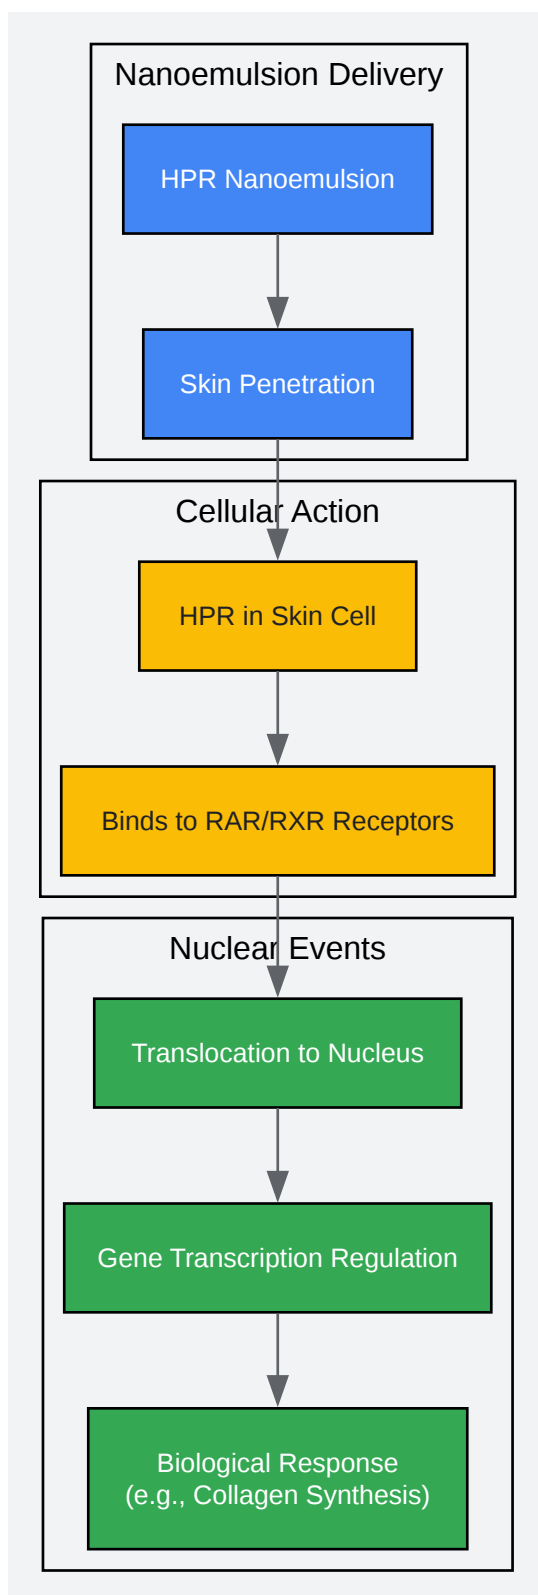 Nanoemulsion Delivery
HPR Nanoemulsion
Skin Penetration
Cellular Action
HPR in Skin Cell
Binds to RAR/RXR Receptors
Nuclear Events
Translocation to Nucleus
Gene Transcription Regulation
Biological Response
(e.g., Collagen Synthesis)